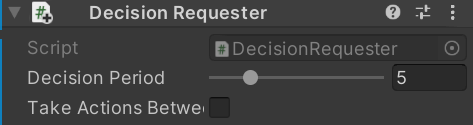 Decision Requester
Script DecisionRequester
Decision Period 5
Take Actions Betwe